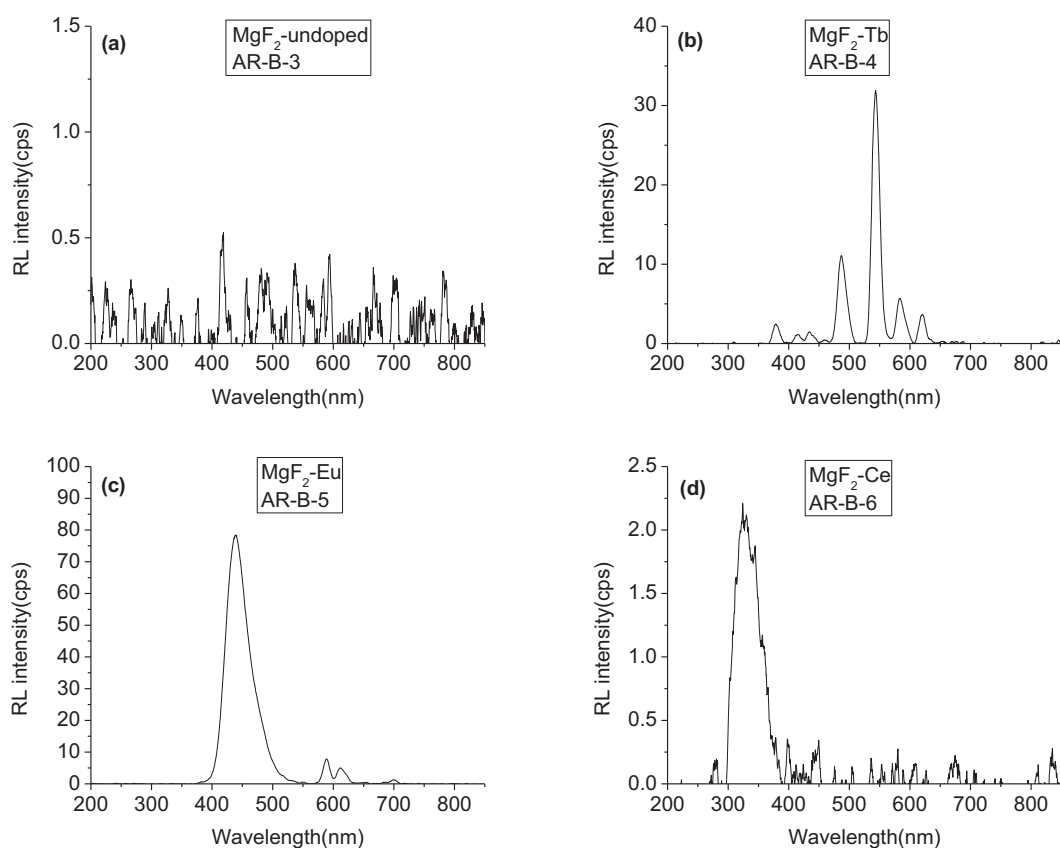 (a)
MgF₂-undoped
AR-B-3
1.5
1.0
0.5
0.0
RL intensity(cps)
200 300 400 500 600 700 800
Wavelength(nm)
(b)
MgF₂-Tb
AR-B-4
40
30
20
10
0
RL intensity(cps)
200 300 400 500 600 700 800
Wavelength(nm)
(c)
MgF₂-Eu
AR-B-5
100
90
80
70
60
50
40
30
20
10
0
RL intensity(cps)
200 300 400 500 600 700 800
Wavelength(nm)
(d)
MgF₂-Ce
AR-B-6
2.5
2.0
1.5
1.0
0.5
0.0
RL intensity(cps)
200 300 400 500 600 700 800
Wavelength(nm)